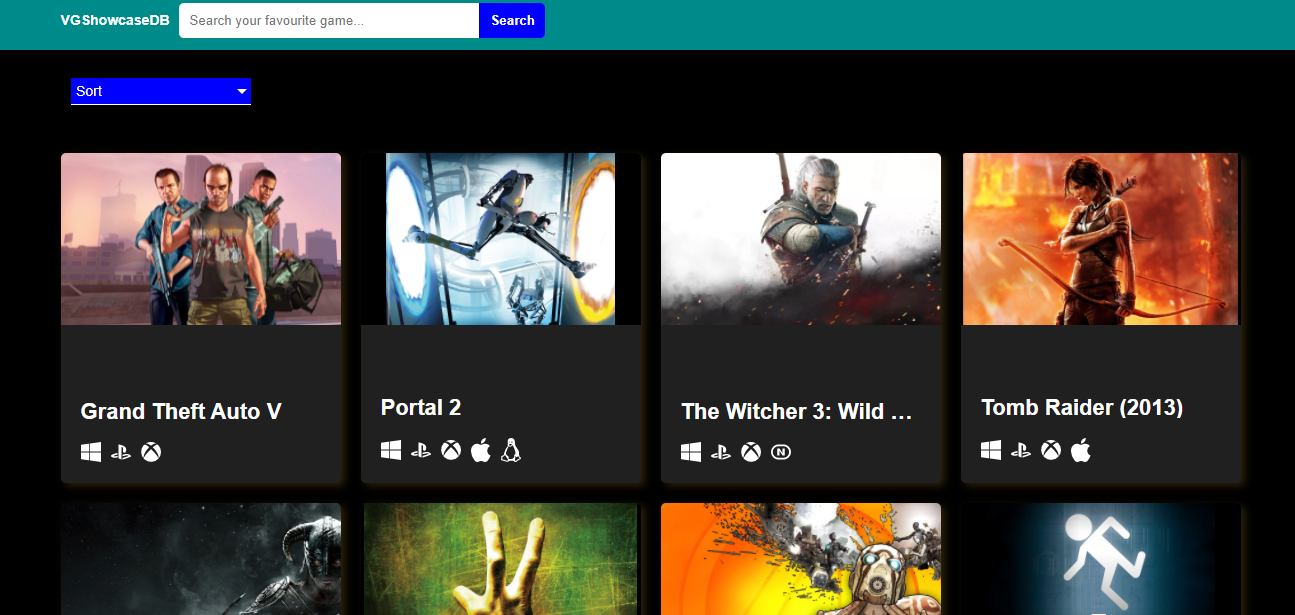 VGShowcaseDB
Search your favourite game...
Search
Sort
Grand Theft Auto V
Portal 2
The Witcher 3: Wild ...
Tomb Raider (2013)
N